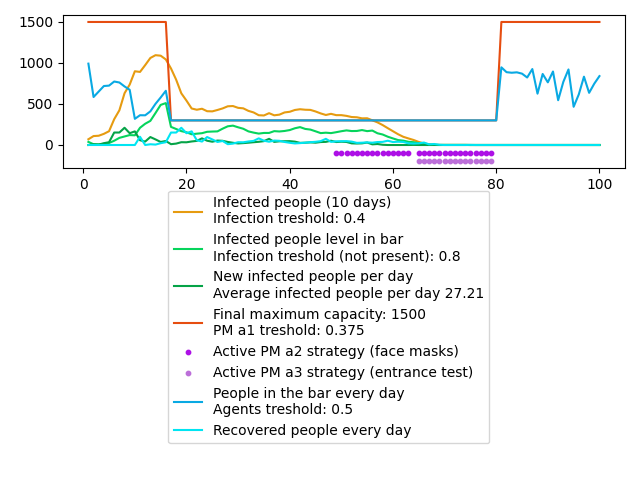 1500
1000
500
0
0
20
40
60
80
100
Infected people (10 days)
Infection treshold: 0.4
Infected people level in bar
Infection treshold (not present): 0.8
New infected people per day
Average infected people per day 27.21
Final maximum capacity: 1500
PM a1 treshold: 0.375
Active PM a2 strategy (face masks)
Active PM a3 strategy (entrance test)
People in the bar every day
Agents treshold: 0.5
Recovered people every day